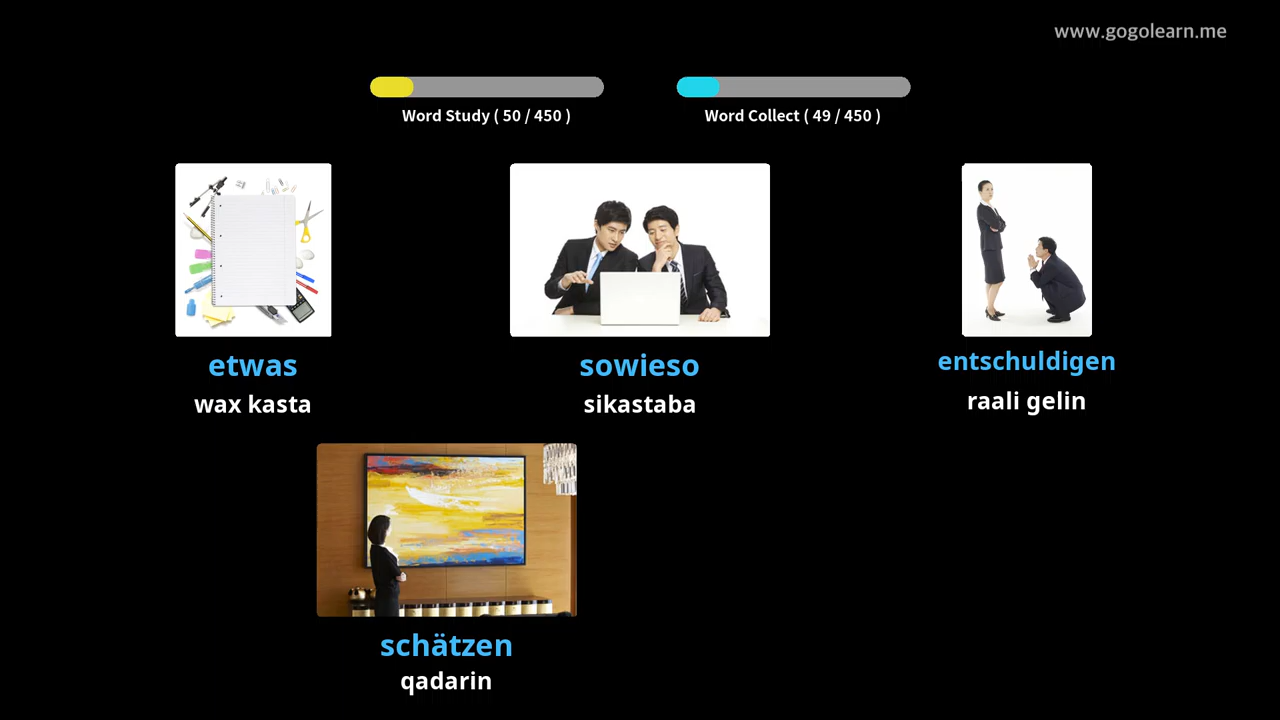 www.gogolearn.me
Word Study ( 50 / 450 )
Word Collect ( 49 / 450 )
etwas
wax kasta
sowieso
sikastaba
entschuldigen
raali gelin
schätzen
qadarin